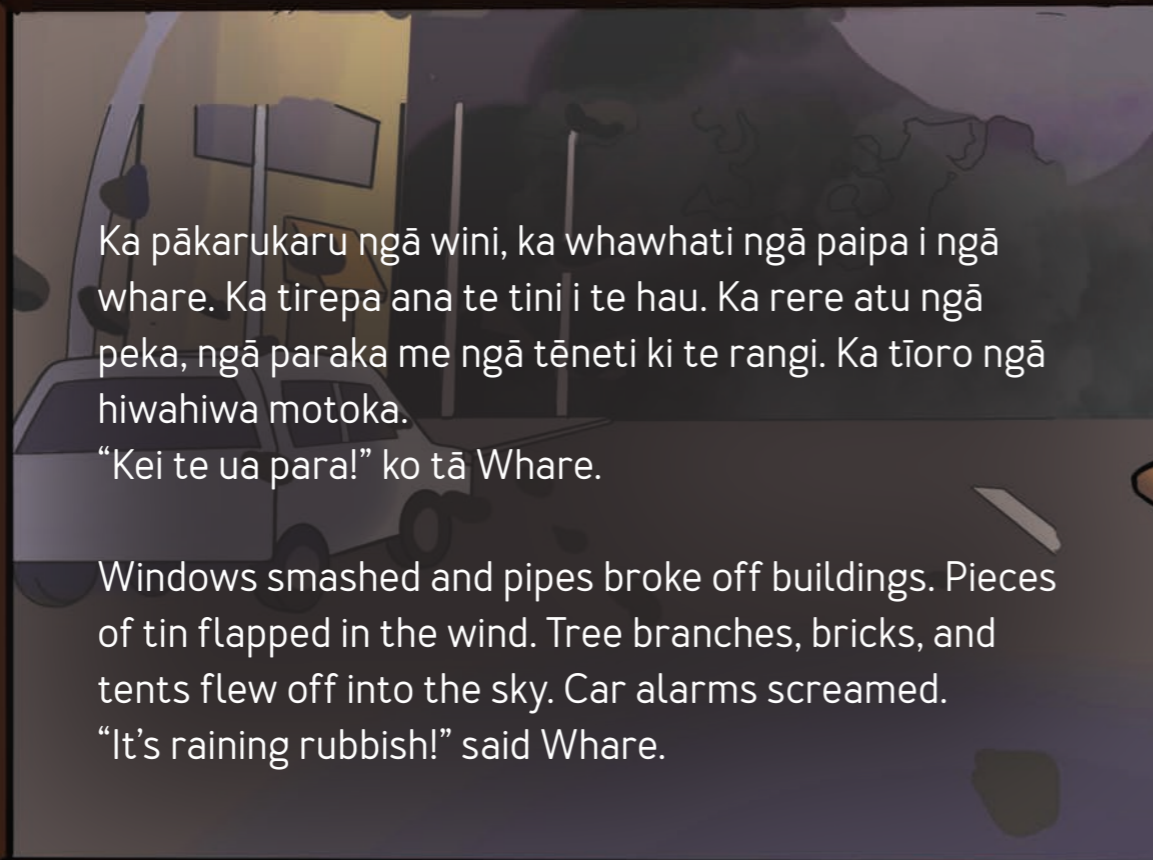 Ka pākarukaru ngā wini, ka whawhati ngā paipa i ngā
whare. Ka tirepa ana te tini i te hau. Ka rere atu ngā
peka, ngā paraka me ngā tēneti ki te rangi. Ka tīoro ngā
hiwahiwa motoka.
“Kei te ua para!” ko tā Whare.
Windows smashed and pipes broke off buildings. Pieces
of tin flapped in the wind. Tree branches, bricks, and
tents flew off into the sky. Car alarms screamed.
“It’s raining rubbish!” said Whare.